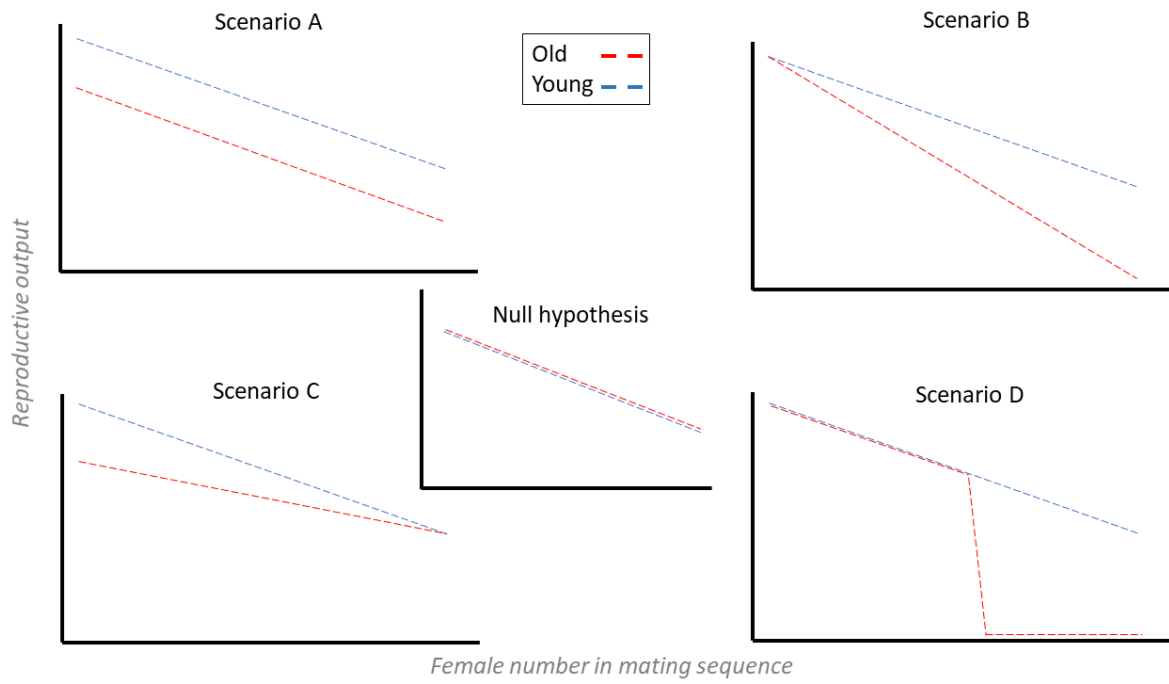 Scenario A
Scenario B
Old
Young
Reproductive output
Null hypothesis
Scenario C
Scenario D
Female number in mating sequence